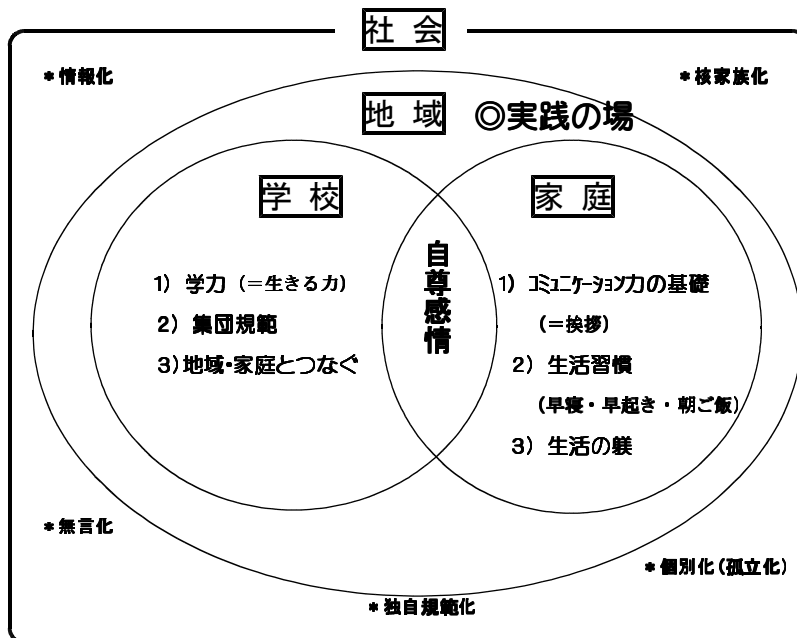 社会
*情報化
*核家族化
地域 ◎実践の場
学校
家庭
自尊感情
1) 学力 (=生きる力)
2) 集団規範
3)地域・家庭とつなぐ
1) コミュニケーション力の基礎
(=挨拶)
2) 生活習慣
(早寝・早起き・朝ご飯)
3) 生活の躾
*無言化
*個別化(孤立化)
*独自規範化